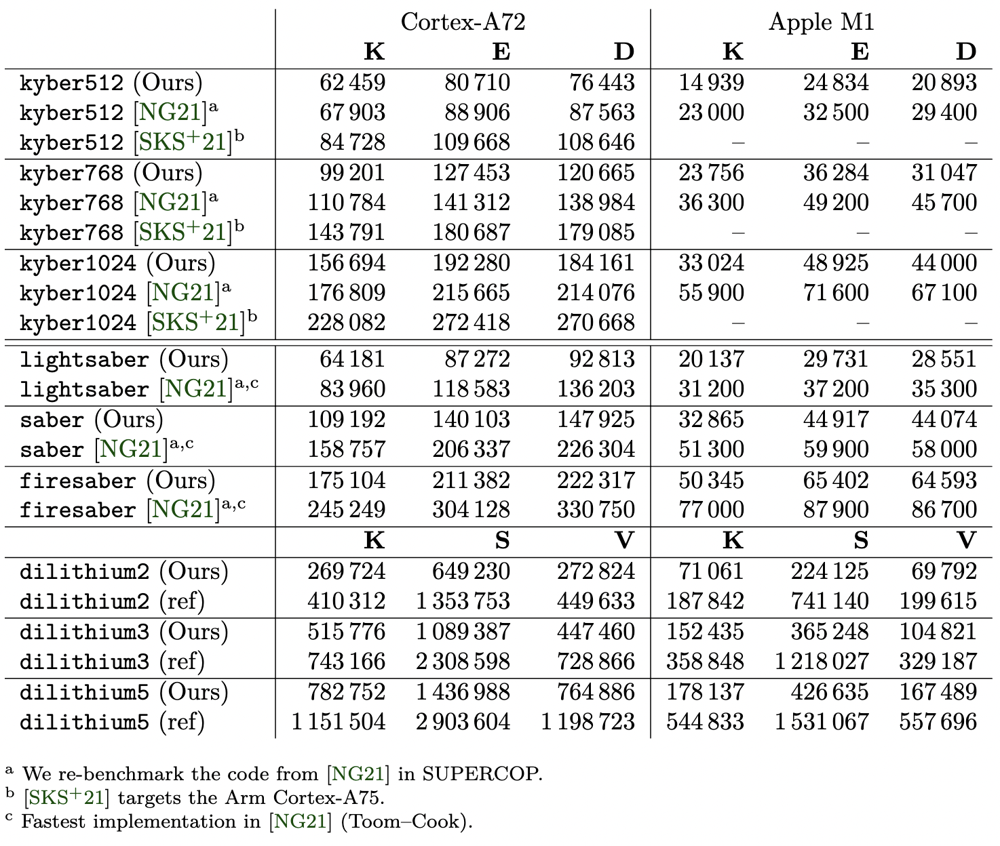 Cortex-A72 Apple M1
K E D K E D
kyber512 (Ours) 62 459 80 710 76 443 14 939 24 834 20 893
kyber512 [NG21]ᵃ 67 903 88 906 87 563 23 000 32 500 29 400
kyber512 [SKS⁺21]ᵇ 84 728 109 668 108 646 – – –
kyber768 (Ours) 99 201 127 453 120 665 23 756 36 284 31 047
kyber768 [NG21]ᵃ 110 784 141 312 138 984 36 300 49 200 45 700
kyber768 [SKS⁺21]ᵇ 143 791 180 687 179 085 – – –
kyber1024 (Ours) 156 694 192 280 184 161 33 024 48 925 44 000
kyber1024 [NG21]ᵃ 176 809 215 665 214 076 55 900 71 600 67 100
kyber1024 [SKS⁺21]ᵇ 228 082 272 418 270 668 – – –
lightsaber (Ours) 64 181 87 272 92 813 20 137 29 731 28 551
lightsaber [NG21]ᵃ,ᶜ 83 960 118 583 136 203 31 200 37 200 35 300
saber (Ours) 109 192 140 103 147 925 32 865 44 917 44 074
saber [NG21]ᵃ,ᶜ 158 757 206 337 226 304 51 300 59 900 58 000
firesaber (Ours) 175 104 211 382 222 317 50 345 65 402 64 593
firesaber [NG21]ᵃ,ᶜ 245 249 304 128 330 750 77 000 87 900 86 700
K S V K S V
dilithium2 (Ours) 269 724 649 230 272 824 71 061 224 125 69 792
dilithium2 (ref) 410 312 1 353 753 449 633 187 842 741 140 199 615
dilithium3 (Ours) 515 776 1 089 387 447 460 152 435 365 248 104 821
dilithium3 (ref) 743 166 2 308 598 728 866 358 848 1 218 027 329 187
dilithium5 (Ours) 782 752 1 436 988 764 886 178 137 426 635 167 489
dilithium5 (ref) 1 151 504 2 903 604 1 198 723 544 833 1 531 067 557 696
ᵃ We re-benchmark the code from [NG21] in SUPERCOP.
ᵇ [SKS⁺21] targets the Arm Cortex-A75.
ᶜ Fastest implementation in [NG21] (Toom–Cook).